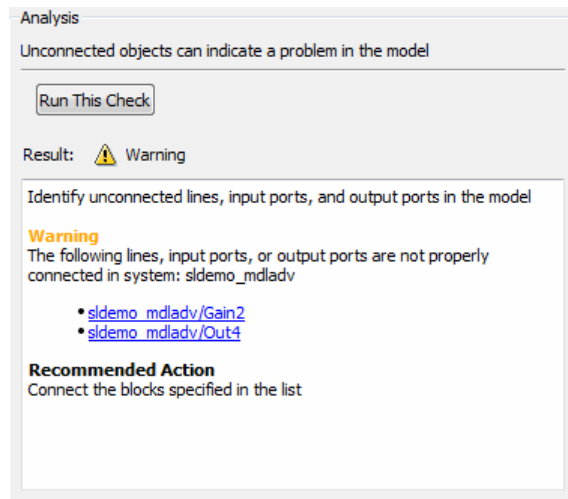 Analysis
Unconnected objects can indicate a problem in the model
Run This Check
Result: Warning
Identify unconnected lines, input ports, and output ports in the model
Warning
The following lines, input ports, or output ports are not properly
connected in system: sldemo_mdladv
• sldemo_mdladv/Gain2
• sldemo_mdladv/Out4
Recommended Action
Connect the blocks specified in the list